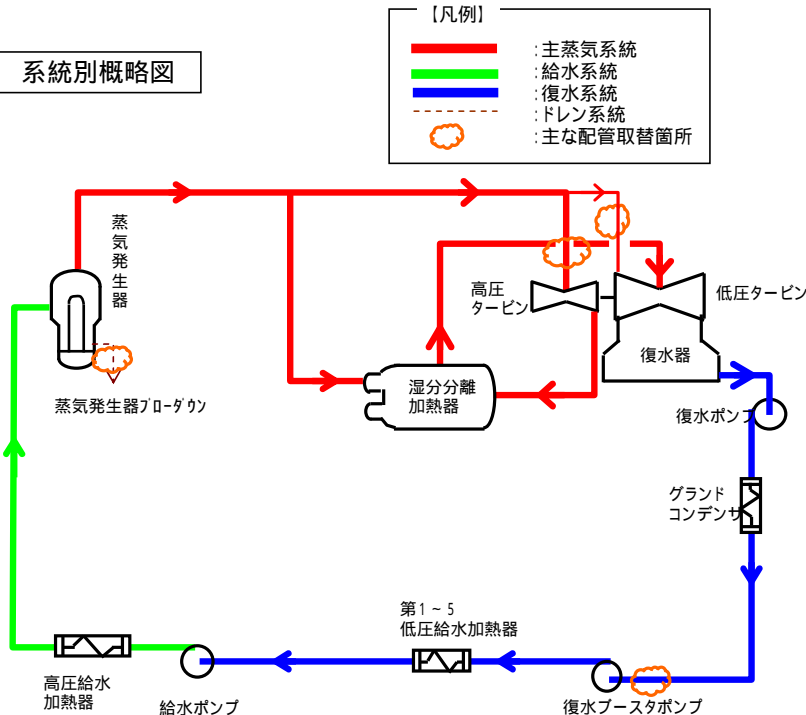 【凡例】
:主蒸気系統
:給水系統
:復水系統
:ドレン系統
:主な配管取替箇所
系統別概略図
蒸気発生器
高圧
タービン
低圧タービン
復水器
湿分分離
加熱器
蒸気発生器ブローダウン
復水ポンプ
グランド
コンデンサ
第1~5
低圧給水加熱器
高圧給水
加熱器
給水ポンプ
復水ブースタポンプ